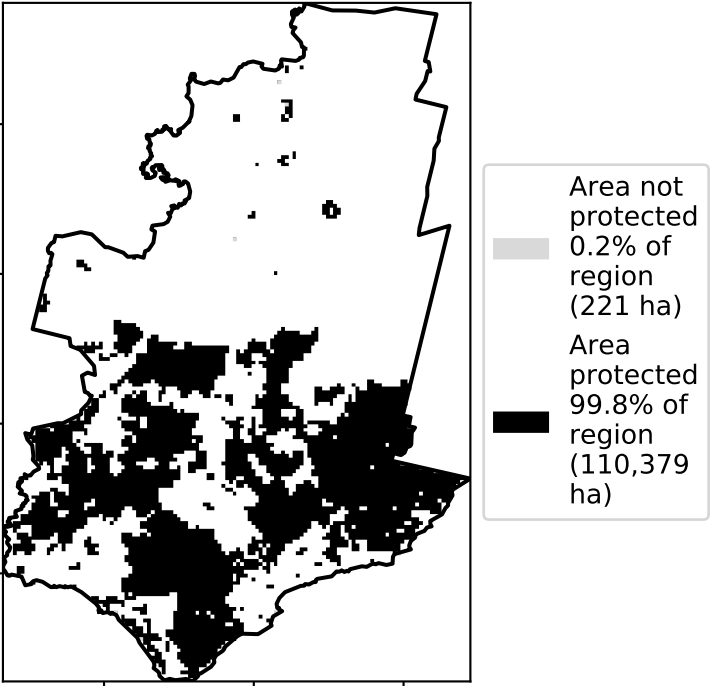 Area not
protected
0.2% of
region
(221 ha)
Area
protected
99.8% of
region
(110,379
ha)